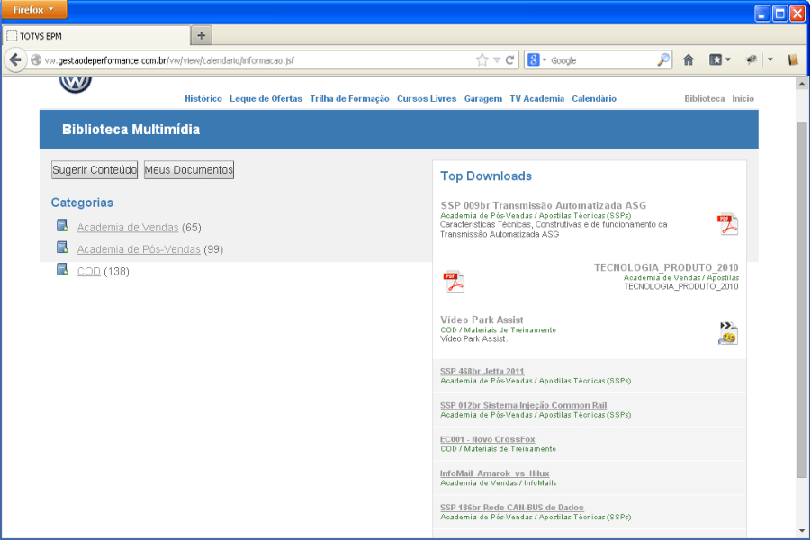 Firefox
TOTVS EPM
vw.gestaodeperformance.com.br/vw/view/calendario/informacao.jsf
Google
Histórico Leque de Ofertas Trilha de Formação Cursos Livres Garagem TV Academia Calendário Biblioteca Início
Biblioteca Multimídia
Sugerir Conteúdo Meus Documentos
Categorias
Academia de Vendas (65)
Academia de Pós-Vendas (99)
COD (138)
Top Downloads
SSP 009br Transmissão Automatizada ASG
Academia de Pós-Vendas / Apostilas Técnicas (SSPs)
Características Técnicas, Construtivas e de funcionamento ca
Transmissão Automatizada ASG
TECNOLOGIA_PRODUTO_2010
Academia de Vendas / Apostilas
TECNOLOGIA_PRODUTO_2010
Vídeo Park Assist
COD / Materiais de Treinamento
Vídeo Park Assist.
SSP 468br Jetta 2011
Academia de Pós-Vendas / Apostilas Técnicas (SSPs)
SSP 012br Sistema Injeção Common Rail
Academia de Pós-Vendas / Apostilas Técnicas (SSPs)
EC001 - Novo CrossFox
COD / Materiais de Treinamento
InfoMail_Amarok_vs_Hilux
Academia de Vendas / InfoMails
SSP 186br Rede CAN-BUS de Dados
Academia de Pós-Vendas / Apostilas Técnicas (SSPs)